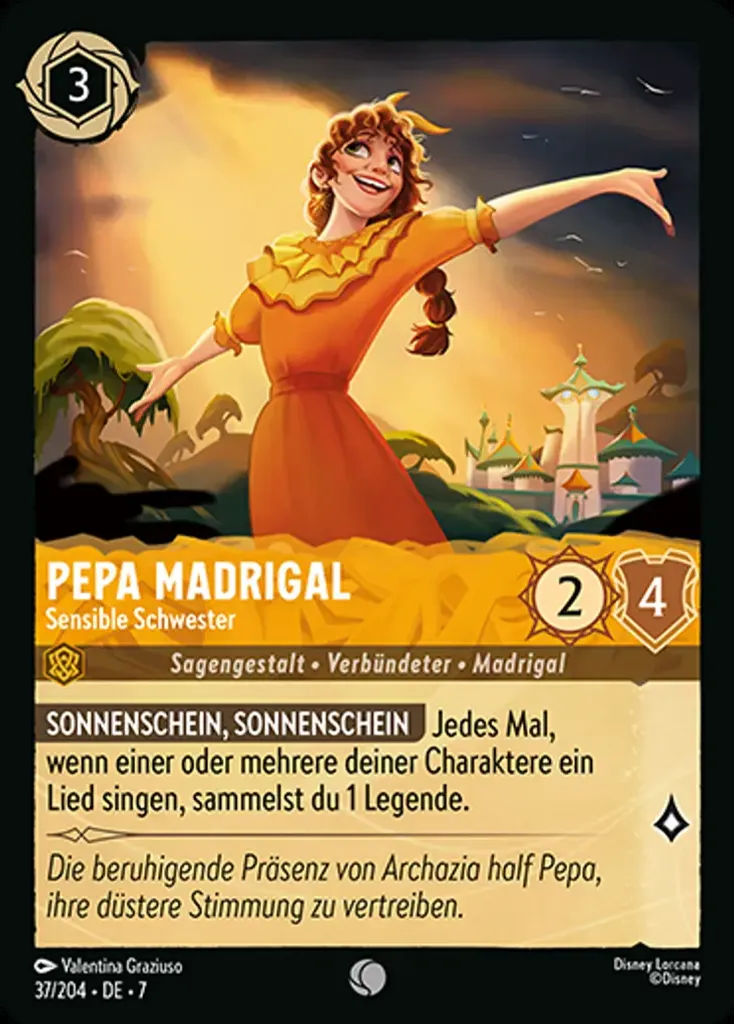 3
PEPA MADRIGAL
Sensible Schwester
2
4
Sagengestalt • Verbündeter • Madrigal
SONNENSCHEIN, SONNENSCHEIN Jedes Mal,
wenn einer oder mehrere deiner Charaktere ein
Lied singen, sammelst du 1 Legende.
Die beruhigende Präsenz von Archazia half Pepa,
ihre düstere Stimmung zu vertreiben.
Valentina Graziuso
37/204 • DE • 7
Disney Lorcana
©Disney